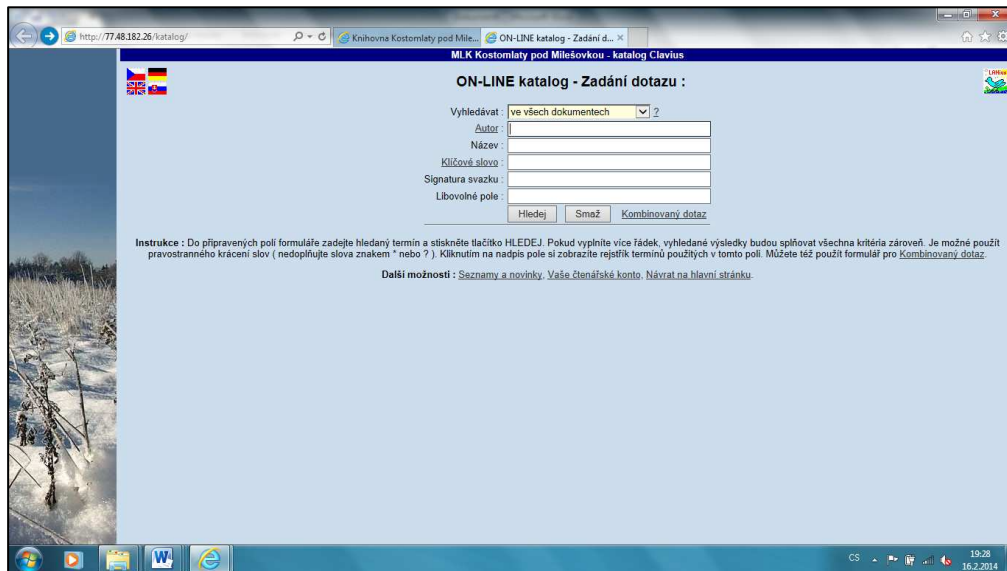 http://77.48.182.26/katalog/
Knihovna Kostomlaty pod Mile...
ON-LINE katalog - Zadání d...
MLK Kostomlaty pod Milešovkou - katalog Clavius
ON-LINE katalog - Zadání dotazu :
Vyhledávat : ve všech dokumentech ?
Autor :
Název :
Klíčové slovo :
Signatura svazku :
Libovolné pole :
Hledej Smaž Kombinovaný dotaz
Instrukce : Do připravených polí formuláře zadejte hledaný termín a stiskněte tlačítko HLEDEJ. Pokud vyplníte více řádek, vyhledané výsledky budou splňovat všechna kritéria zároveň. Je možné použít
pravostranného krácení slov ( nedoplňujte slova znakem * nebo ? ). Kliknutím na nadpis pole si zobrazíte rejstřík termínů použitých v tomto poli. Můžete též použít formulář pro Kombinovaný dotaz.
Další možnosti : Seznamy a novinky, Vaše čtenářské konto, Návrat na hlavní stránku.
CS
19:28
16.2.2014